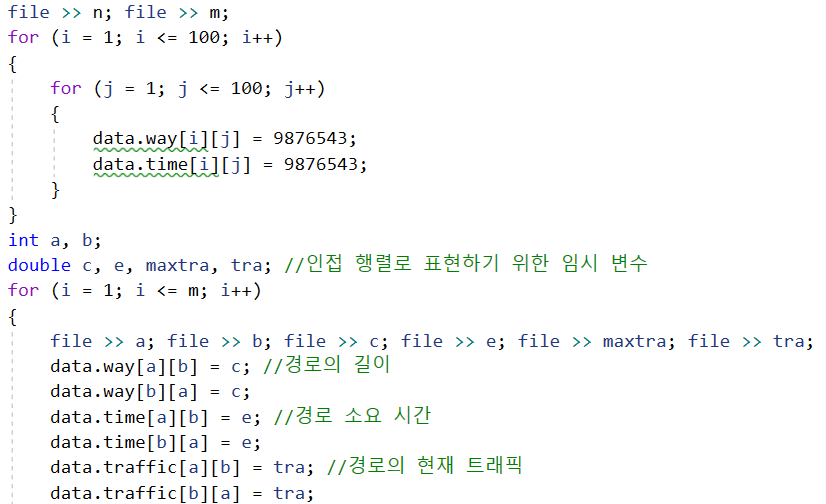 file >> n; file >> m;
for (i = 1; i <= 100; i++)
{
for (j = 1; j <= 100; j++)
{
data.way[i][j] = 9876543;
data.time[i][j] = 9876543;
}
}
int a, b;
double c, e, maxtra, tra; //인접 행렬로 표현하기 위한 임시 변수
for (i = 1; i <= m; i++)
{
file >> a; file >> b; file >> c; file >> e; file >> maxtra; file >> tra;
data.way[a][b] = c; //경로의 길이
data.way[b][a] = c;
data.time[a][b] = e; //경로 소요 시간
data.time[b][a] = e;
data.traffic[a][b] = tra; //경로의 현재 트래픽
data.traffic[b][a] = tra;